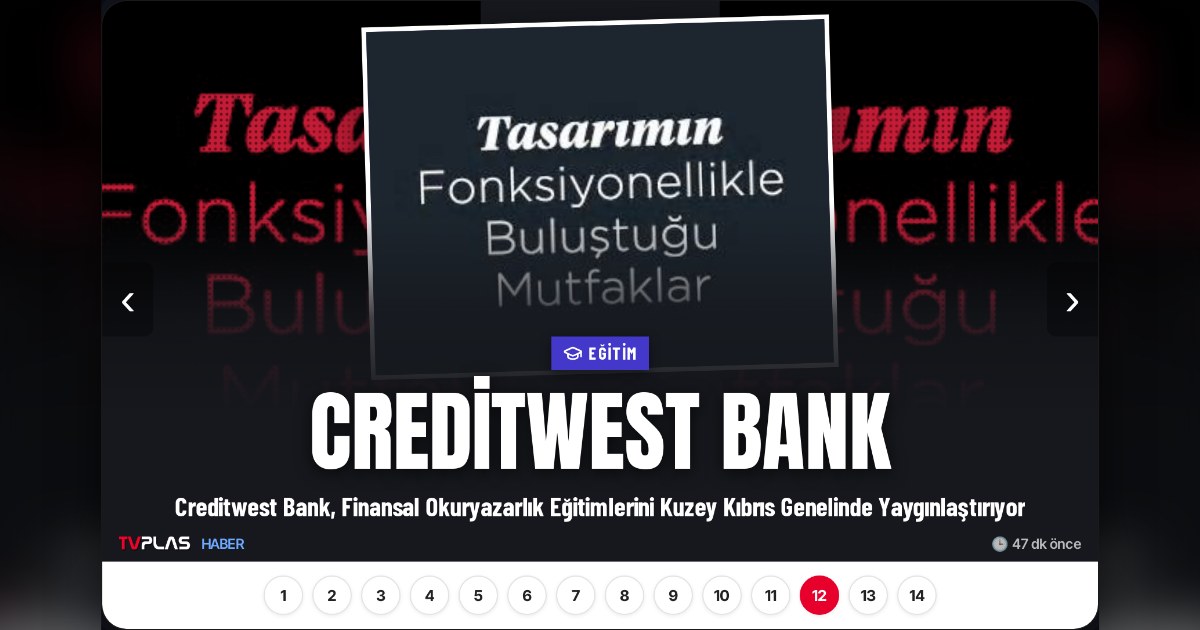 Tasarımın
Fonksiyonellikle
Buluştuğu
Mutfaklar
EĞİTİM
CREDİTWEST BANK
Creditwest Bank, Finansal Okuryazarlık Eğitimlerini Kuzey Kıbrıs Genelinde Yaygınlaştırıyor
TVPLAS HABER
47 dk önce
1 2 3 4 5 6 7 8 9 10 11 12 13 14